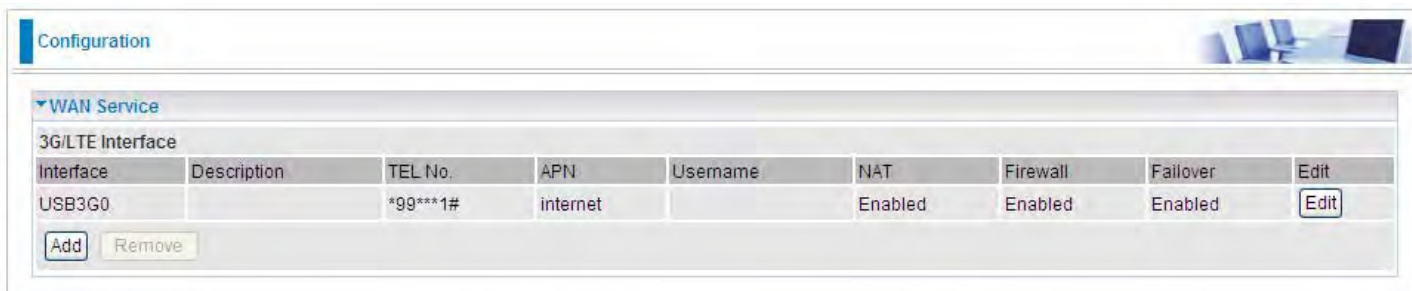 Configuration
WAN Service
3G/LTE Interface
Interface Description TEL No. APN Username NAT Firewall Failover Edit
USB3G0 *99***1# internet Enabled Enabled Enabled Edit
Add Remove